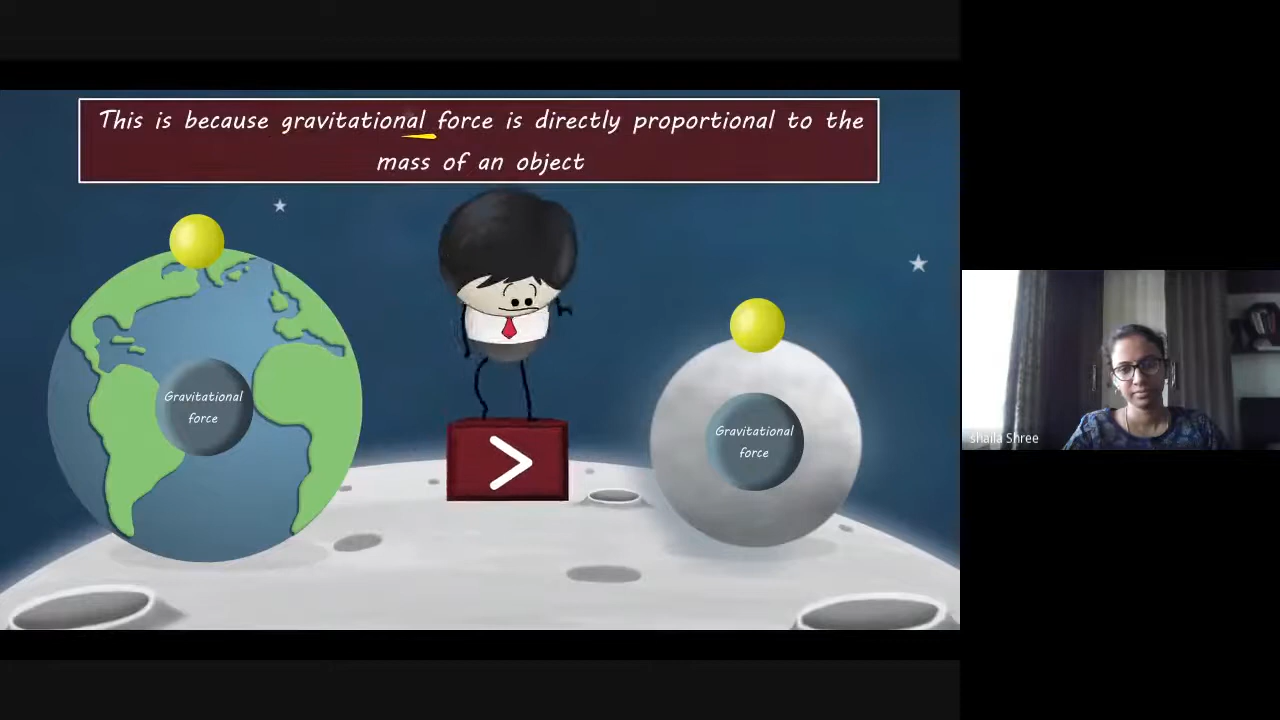 This is because gravitational force is directly proportional to the
mass of an object
Gravitational
force
>
Gravitational
force
shaila Shree